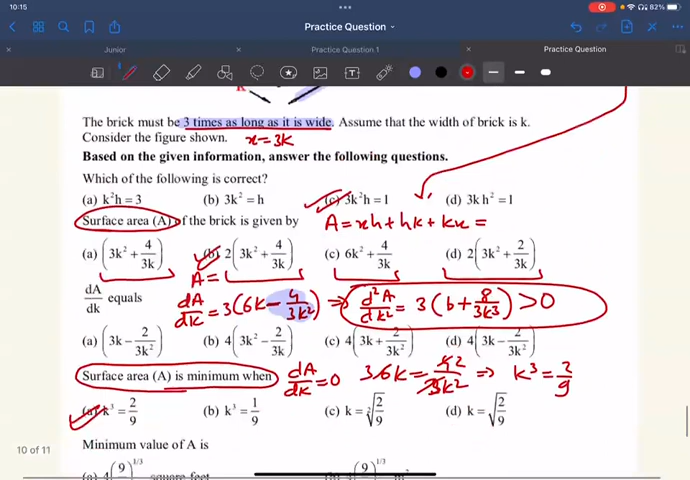 10:15
82%
Practice Question
Junior
Practice Question 1
Practice Question
The brick must be 3 times as long as it is wide. Assume that the width of brick is k.
Consider the figure shown. x=3k
Based on the given information, answer the following questions.
Which of the following is correct?
(a) k²h = 3 (b) 3k² = h (c) 3k²h = 1 (d) 3k h² = 1
Surface area (A) of the brick is given by A = xh + hk + kx =
(a) (3k² + 4/3k) (b) 2(3k² + 4/3k) (c) 6k² + 4/3k (d) 2(3k² + 2/3k)
A =
dA/dk equals dA/dk = 3(6k - 4/3k²) ⇒ d²A/dk² = 3(6 + 8/3k³) > 0
(a) (3k - 2/3k²) (b) 4(3k² - 2/3k) (c) 4(3k + 2/3k²) (d) 4(3k - 2/3k²)
Surface area (A) is minimum when dA/dk = 0 36k = 42/3k² ⇒ k³ = 2/9
(a) k³ = 2/9 (b) k³ = 1/9 (c) k = ∛2/9 (d) k = √2/9
10 of 11
Minimum value of A is